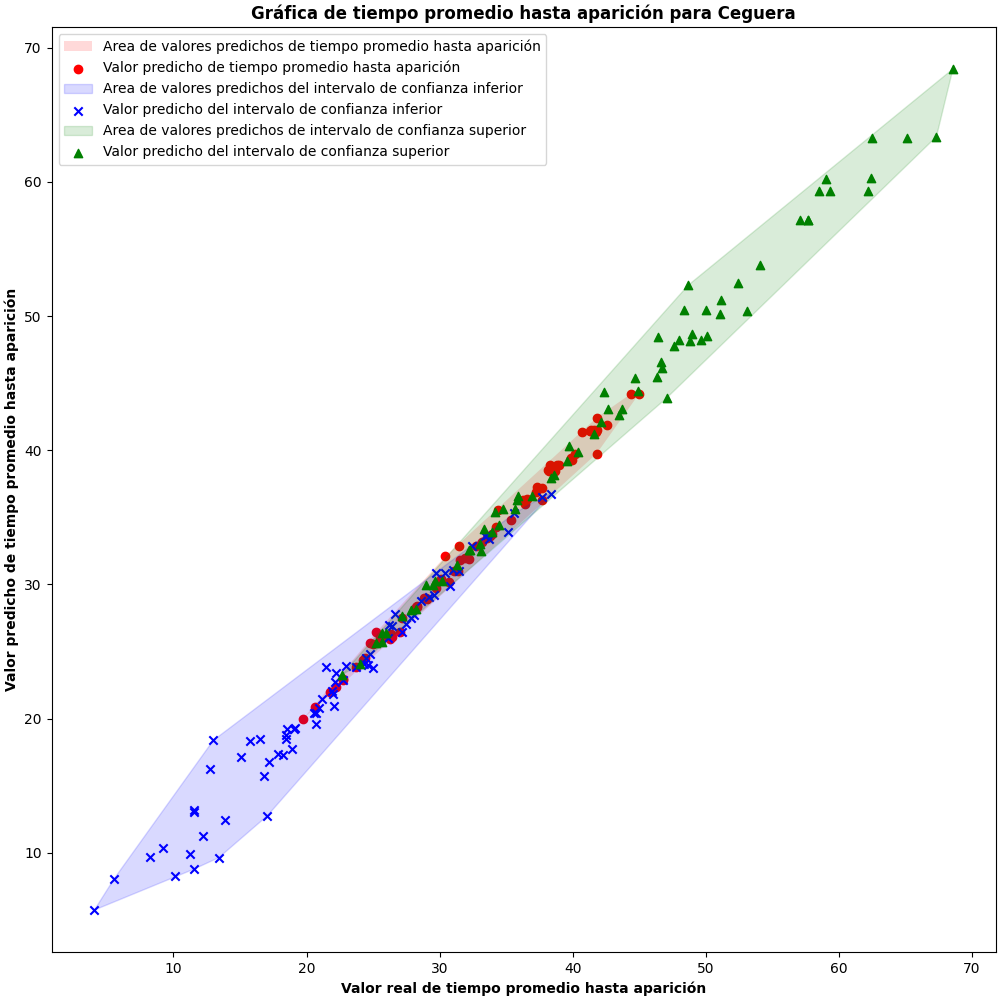 Gráfica de tiempo promedio hasta aparición para Ceguera
Area de valores predichos de tiempo promedio hasta aparición
Valor predicho de tiempo promedio hasta aparición
Area de valores predichos del intervalo de confianza inferior
Valor predicho del intervalo de confianza inferior
Area de valores predichos de intervalo de confianza superior
Valor predicho del intervalo de confianza superior
Valor predicho de tiempo promedio hasta aparición
70
60
50
40
30
20
10
10 20 30 40 50 60 70
Valor real de tiempo promedio hasta aparición